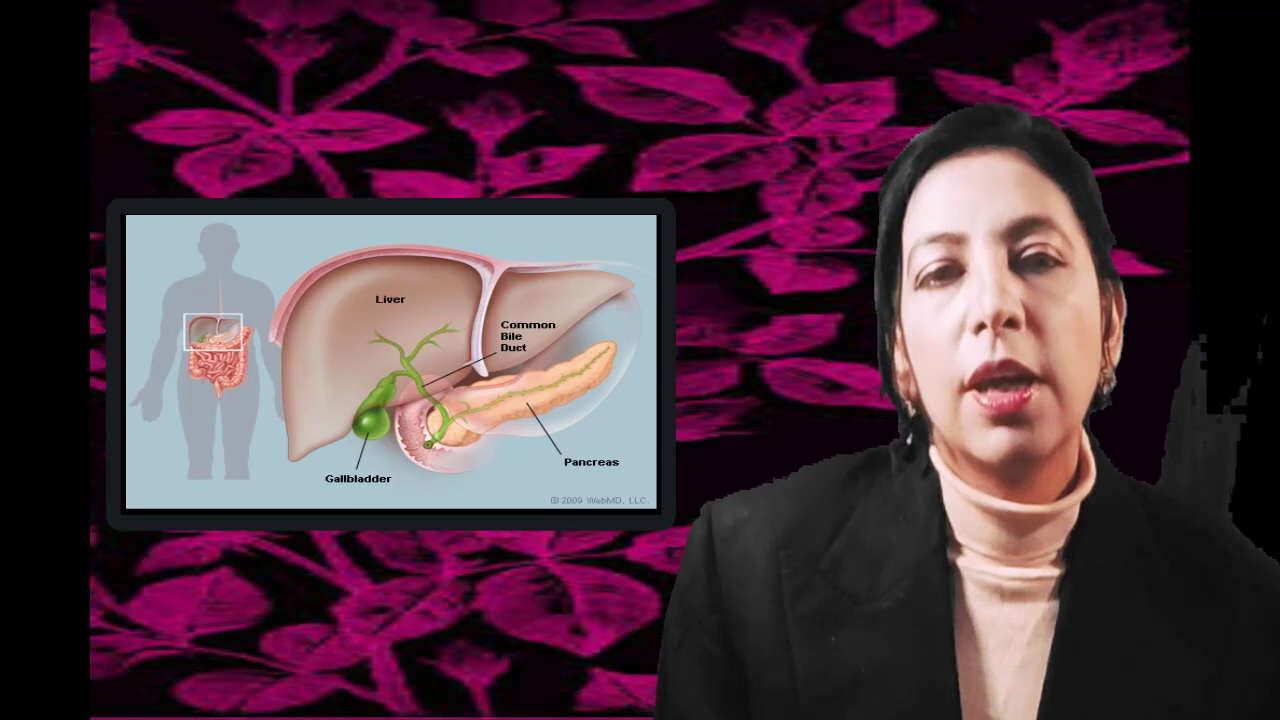 Liver
Common
Bile
Duct
Pancreas
Gallbladder
© 2009 WebMD, LLC.